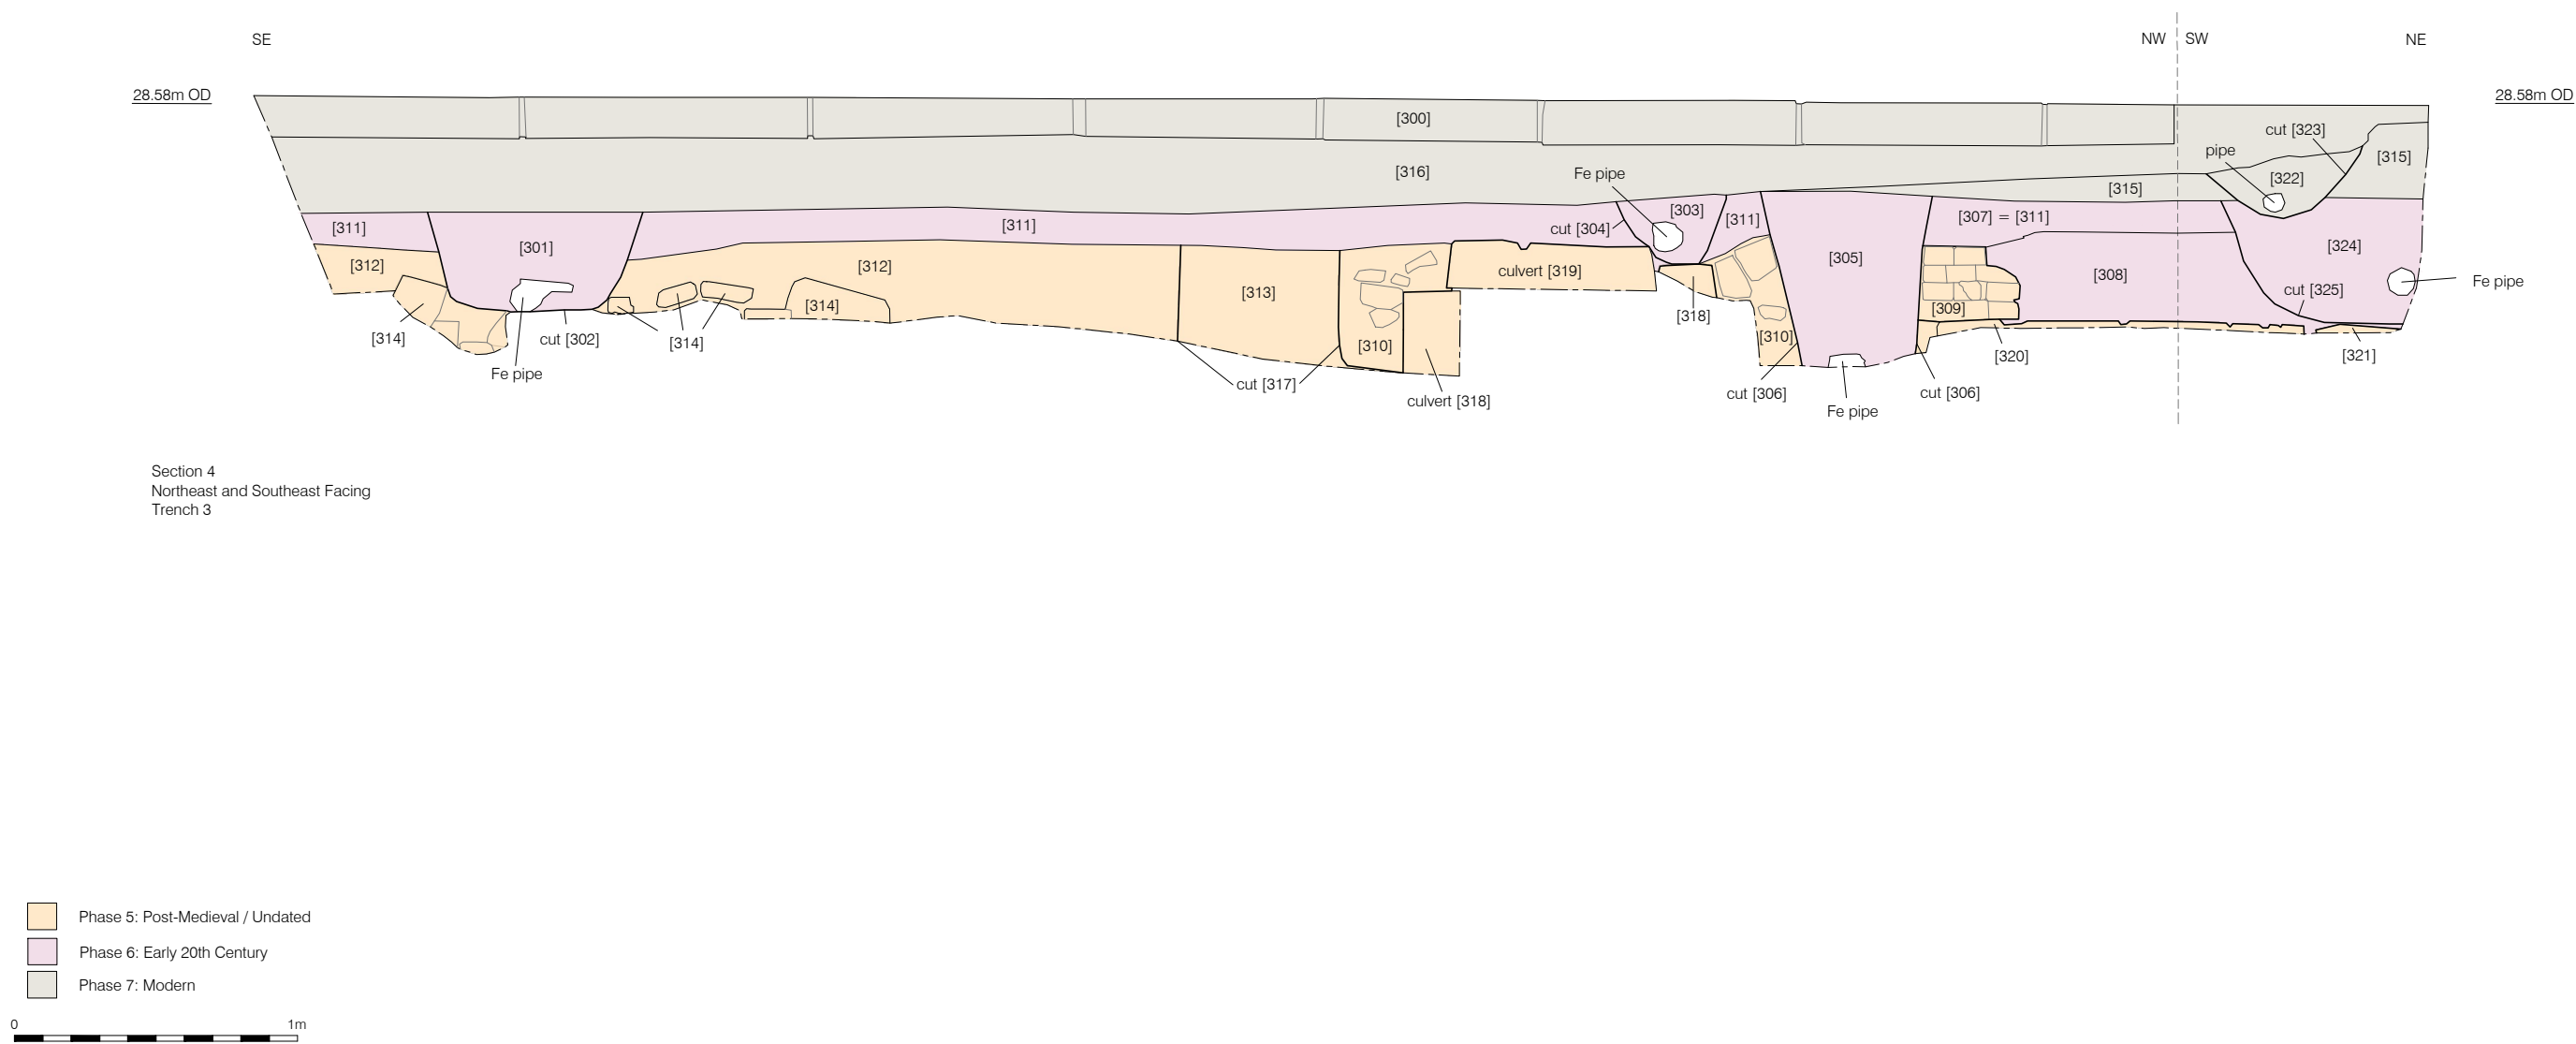 SE
NW
SW
NE
28.58m OD
28.58m OD
[300]
cut [323]
pipe
[315]
[316]
Fe pipe
[322]
[315]
[311]
[301]
[311]
cut [304]
[303]
[311]
[307] = [311]
[324]
[312]
[312]
culvert [319]
[305]
[308]
Fe pipe
[313]
cut [325]
[314]
[309]
[318]
[314]
cut [302]
[314]
[310]
[310]
[320]
[321]
Fe pipe
cut [317]
culvert [318]
cut [306]
cut [306]
Fe pipe
Section 4
Northeast and Southeast Facing
Trench 3
Phase 5: Post-Medieval / Undated
Phase 6: Early 20th Century
Phase 7: Modern
0
1m